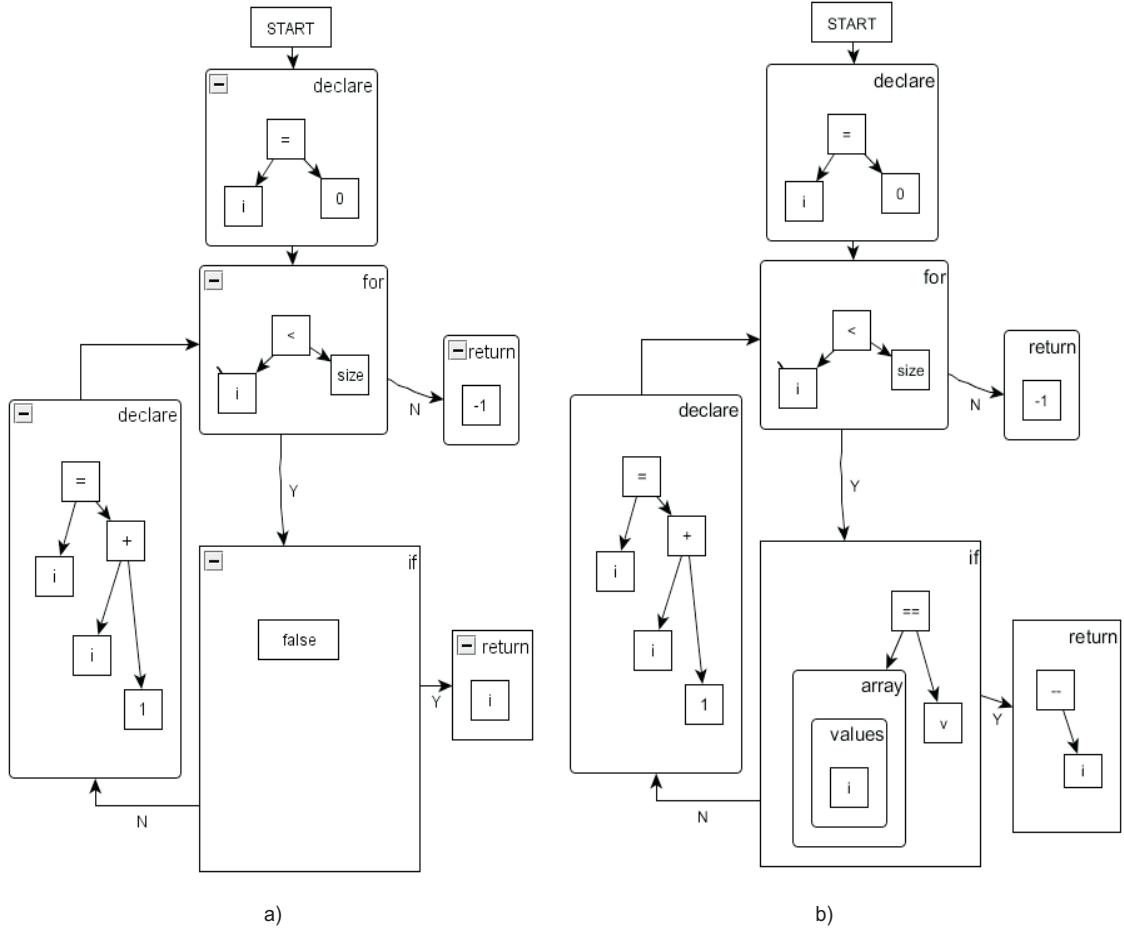 START
declare
=
i
0
for
<
i
size
N
return
-1
Y
declare
=
+
i
i
1
if
false
Y
return
i
N
a)
START
declare
=
i
0
for
<
i
size
N
return
-1
Y
declare
=
+
i
i
1
if
==
array
values
i
v
Y
return
--
i
N
b)